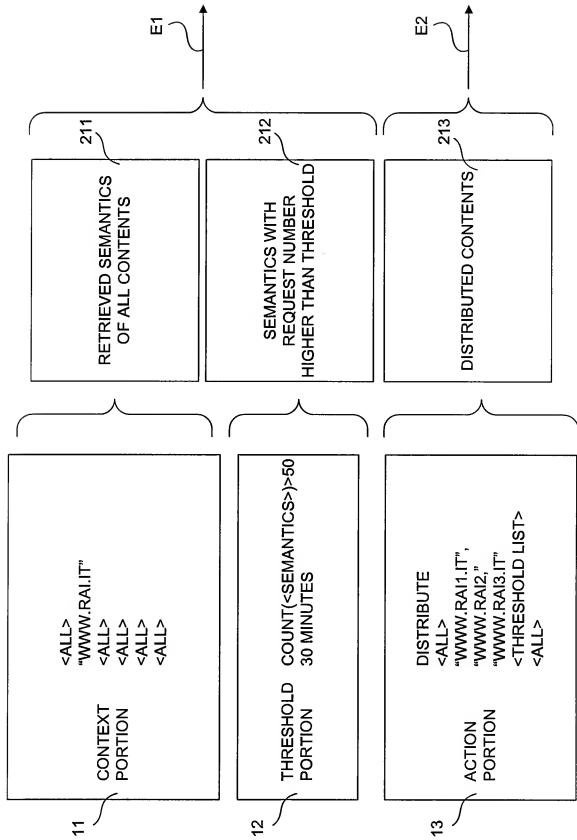 11
CONTEXT
PORTION
<ALL>
"WWW.RAI.IT"
<ALL>
<ALL>
<ALL>
<ALL>
211
RETRIEVED SEMANTICS
OF ALL CONTENTS
E1
12
THRESHOLD
PORTION
COUNT(<SEMANTICS>)>50
30 MINUTES
212
SEMANTICS WITH
REQUEST NUMBER
HIGHER THAN THRESHOLD
13
ACTION
PORTION
DISTRIBUTE
<ALL>
"WWW.RAI1.IT",
"WWW.RAI2,"
"WWW.RAI3.IT"
<THRESHOLD LIST>
<ALL>
213
DISTRIBUTED CONTENTS
E2